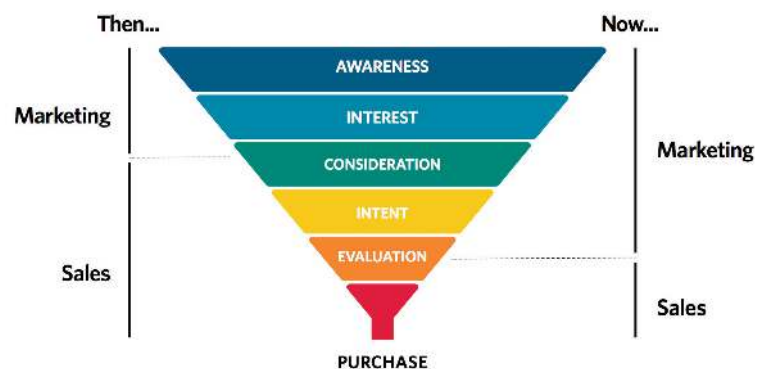 Then...
Now...
AWARENESS
Marketing
INTEREST
CONSIDERATION
Marketing
INTENT
EVALUATION
Sales
Sales
PURCHASE